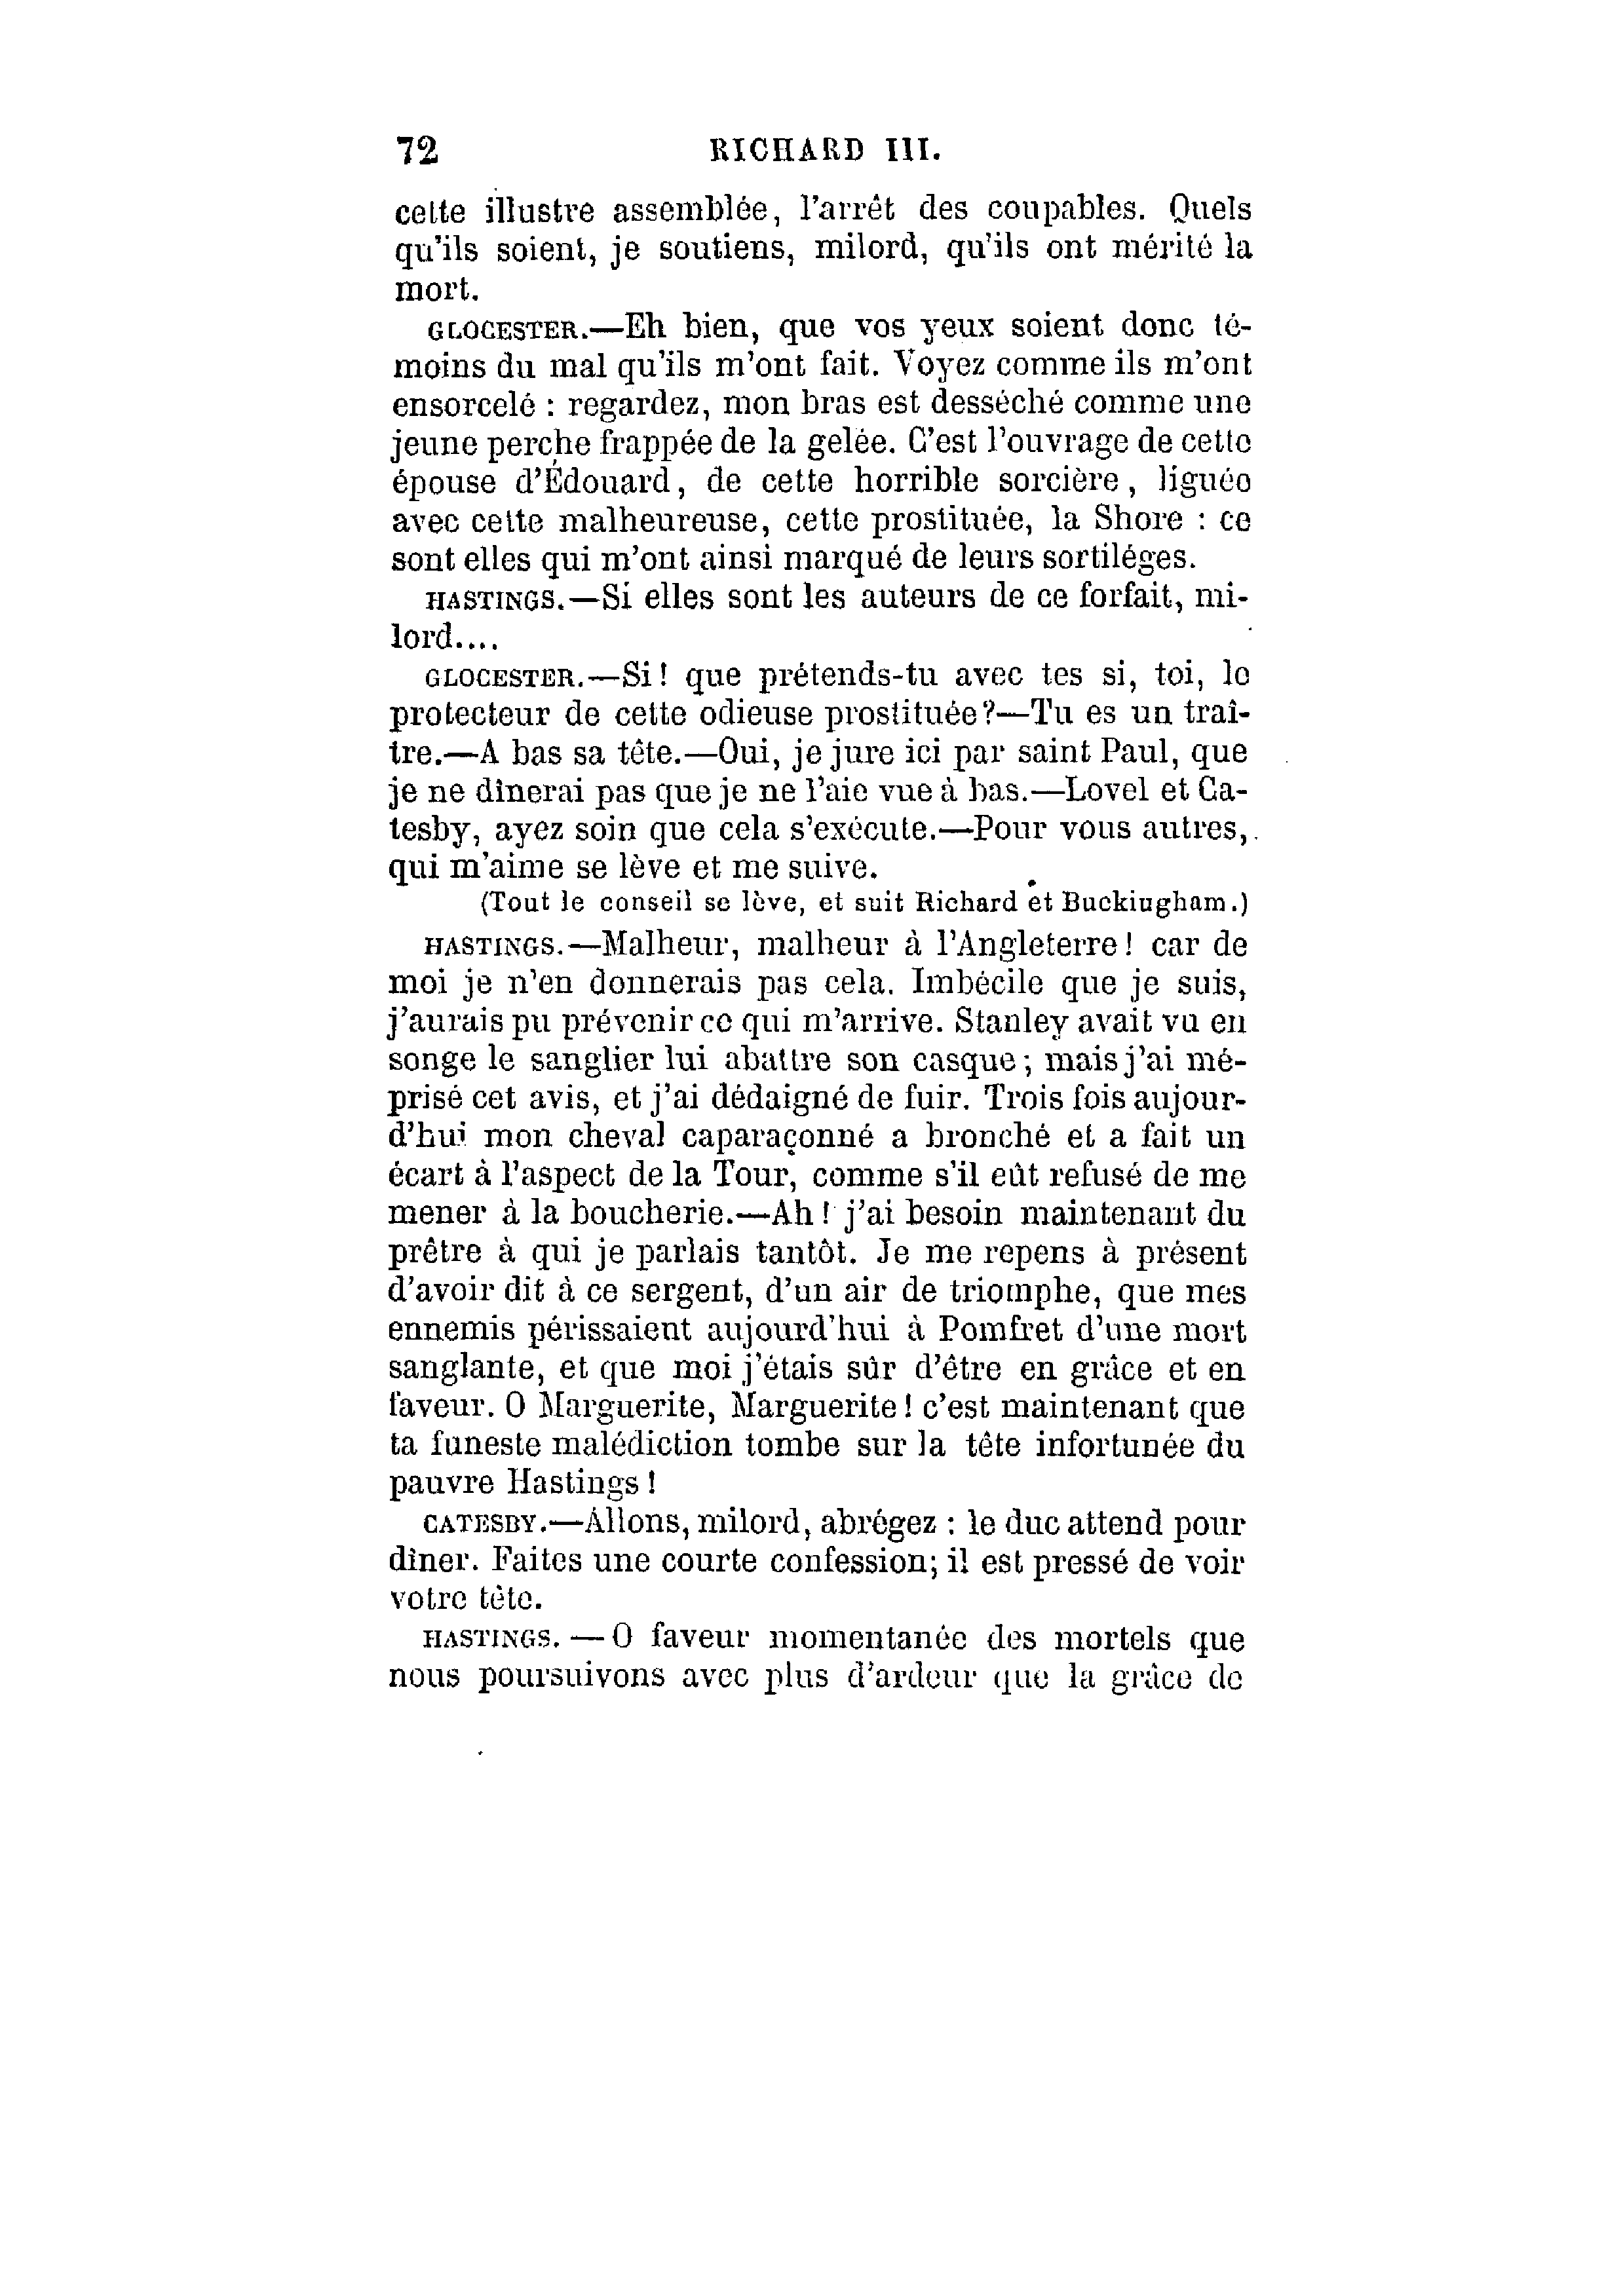 72 RICHARD III.
cette illustre assemblée, l'arrêt des coupables. Quels
qu'ils soient, je soutiens, milord, qu'ils ont mérité la
mort.
GLOCESTER.—Eh bien, que vos yeux soient donc té-
moins du mal qu'ils m'ont fait. Voyez comme ils m'ont
ensorcelé : regardez, mon bras est desséché comme une
jeune perche frappée de la gelée. C'est l'ouvrage de cette
épouse d'Édouard, de cette horrible sorcière, liguée
avec cette malheureuse, cette prostituée, la Shore : ce
sont elles qui m'ont ainsi marqué de leurs sortiléges.
HASTINGS.—Si elles sont les auteurs de ce forfait, mi-
lord....
GLOCESTER.—Si! que prétends-tu avec tes si, toi, le
protecteur de cette odieuse prostituée?—Tu es un traî-
tre.—A bas sa tête.—Oui, je jure ici par saint Paul, que
je ne dînerai pas que je ne l'aie vue à bas.—Lovel et Ca-
tesby, ayez soin que cela s'exécute.—Pour vous autres,
qui m'aime se lève et me suive.
(Tout le conseil se lève, et suit Richard et Buckingham.)
HASTINGS.—Malheur, malheur à l'Angleterre! car de
moi je n'en donnerais pas cela. Imbécile que je suis,
j'aurais pu prévenir ce qui m'arrive. Stanley avait vu en
songe le sanglier lui abattre son casque; mais j'ai mé-
prisé cet avis, et j'ai dédaigné de fuir. Trois fois aujour-
d'hui mon cheval caparaçonné a bronché et a fait un
écart à l'aspect de la Tour, comme s'il eût refusé de me
mener à la boucherie.—Ah! j'ai besoin maintenant du
prêtre à qui je parlais tantôt. Je me repens à présent
d'avoir dit à ce sergent, d'un air de triomphe, que mes
ennemis périssaient aujourd'hui à Pomfret d'une mort
sanglante, et que moi j'étais sûr d'être en grâce et en
faveur. O Marguerite, Marguerite! c'est maintenant que
ta funeste malédiction tombe sur la tête infortunée du
pauvre Hastings!
CATESBY.—Allons, milord, abrégez : le duc attend pour
dîner. Faites une courte confession; il est pressé de voir
votre tête.
HASTINGS.—O faveur momentanée des mortels que
nous poursuivons avec plus d'ardeur que la grâce de